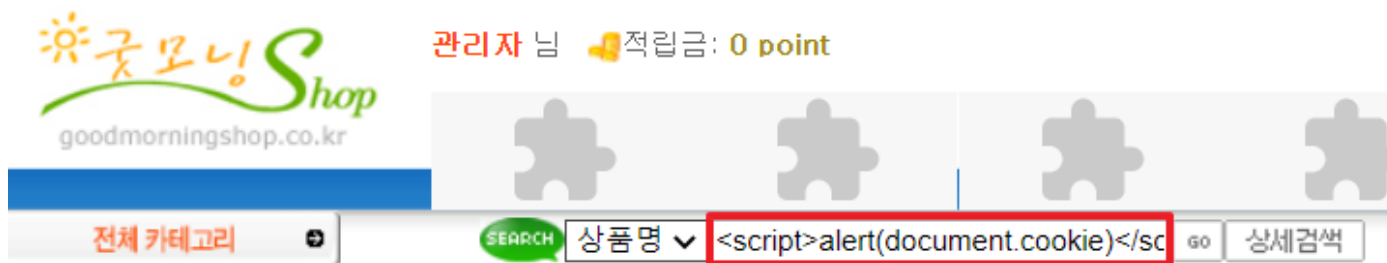 굿모닝Shop
goodmorningshop.co.kr
관리자 님 적립금: 0 point
전체 카테고리
SEARCH 상품명 <script>alert(document.cookie)</sc GO 상세검색